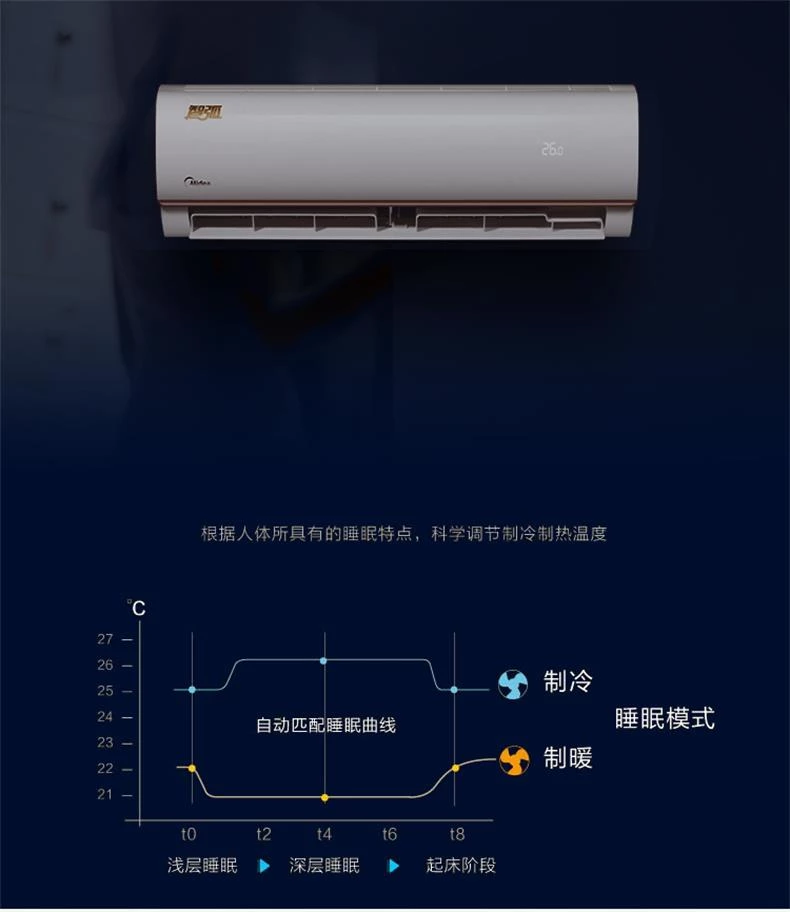 智弧
26.0
Midea
根据人体所具有的睡眠特点，科学调节制冷制热温度
°C
27
26
25
24
23
22
21
制冷
睡眠模式
自动匹配睡眠曲线
制暖
t0 t2 t4 t6 t8
浅层睡眠 深层睡眠 起床阶段